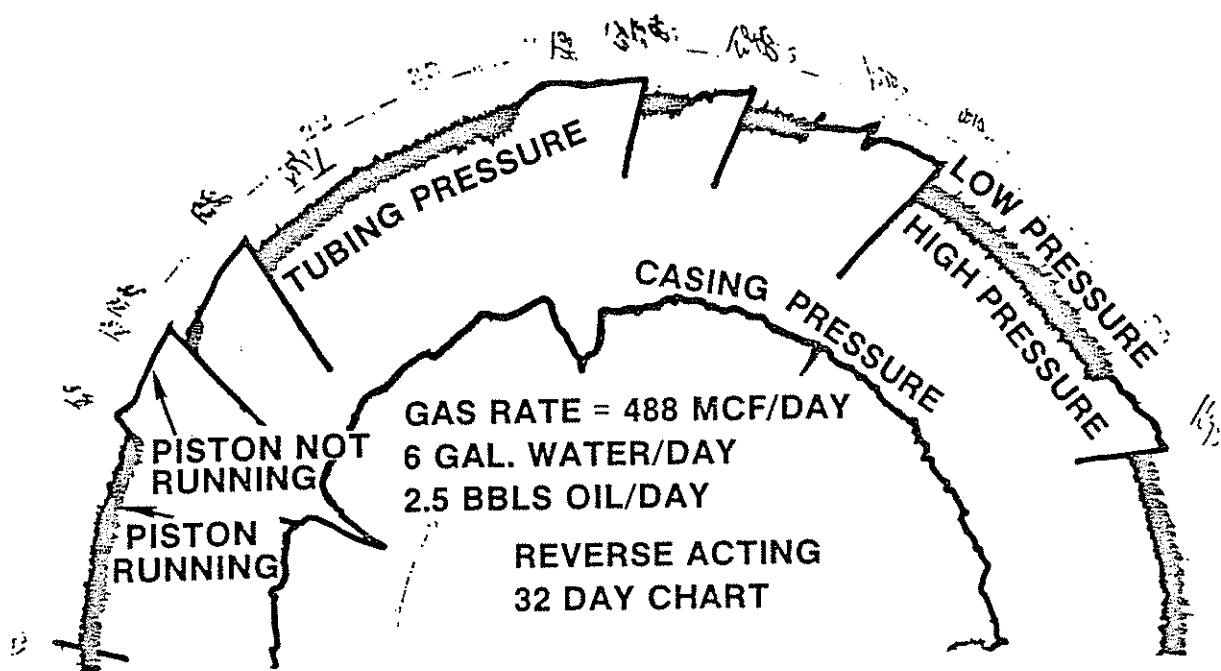 TUBING PRESSURE
LOW PRESSURE
HIGH PRESSURE
CASING PRESSURE
GAS RATE = 488 MCF/DAY
6 GAL. WATER/DAY
2.5 BBLS OIL/DAY
PISTON NOT
RUNNING
PISTON
RUNNING
REVERSE ACTING
32 DAY CHART